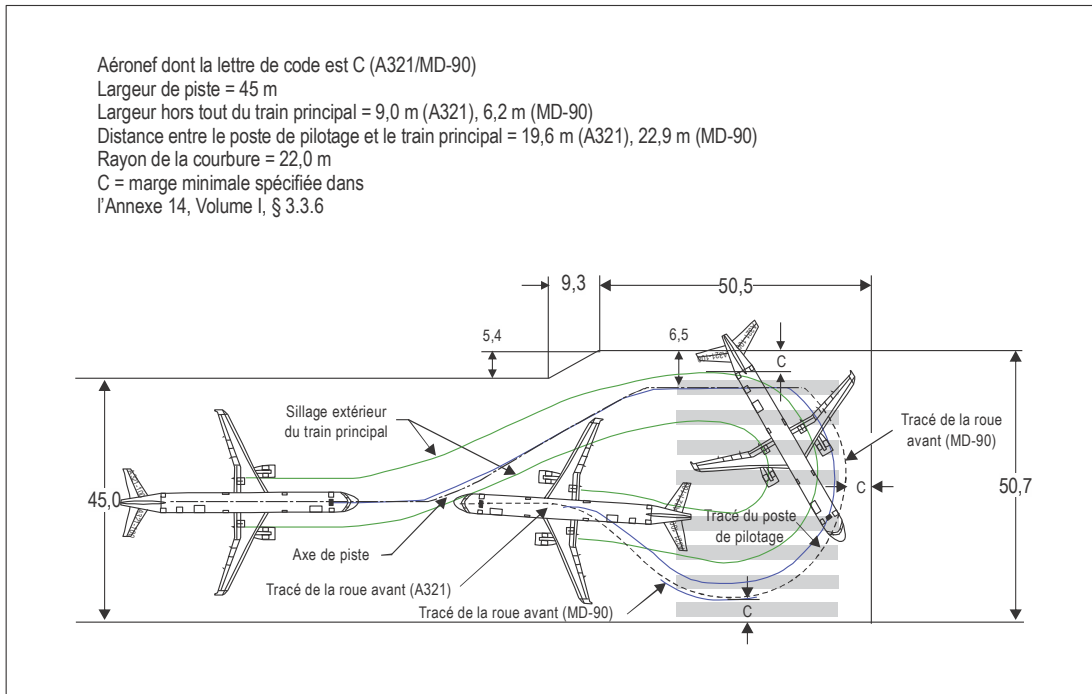 Aéronef dont la lettre de code est C (A321/MD-90)
Largeur de piste = 45 m
Largeur hors tout du train principal = 9,0 m (A321), 6,2 m (MD-90)
Distance entre le poste de pilotage et le train principal = 19,6 m (A321), 22,9 m (MD-90)
Rayon de la courbure = 22,0 m
C = marge minimale spécifiée dans
l'Annexe 14, Volume I, § 3.3.6
9,3
50,5
5,4
6,5
C
Sillage extérieur
du train principal
Tracé de la roue
avant (MD-90)
45,0
C
50,7
Tracé du poste
de pilotage
Axe de piste
Tracé de la roue avant (A321)
Tracé de la roue avant (MD-90)
C